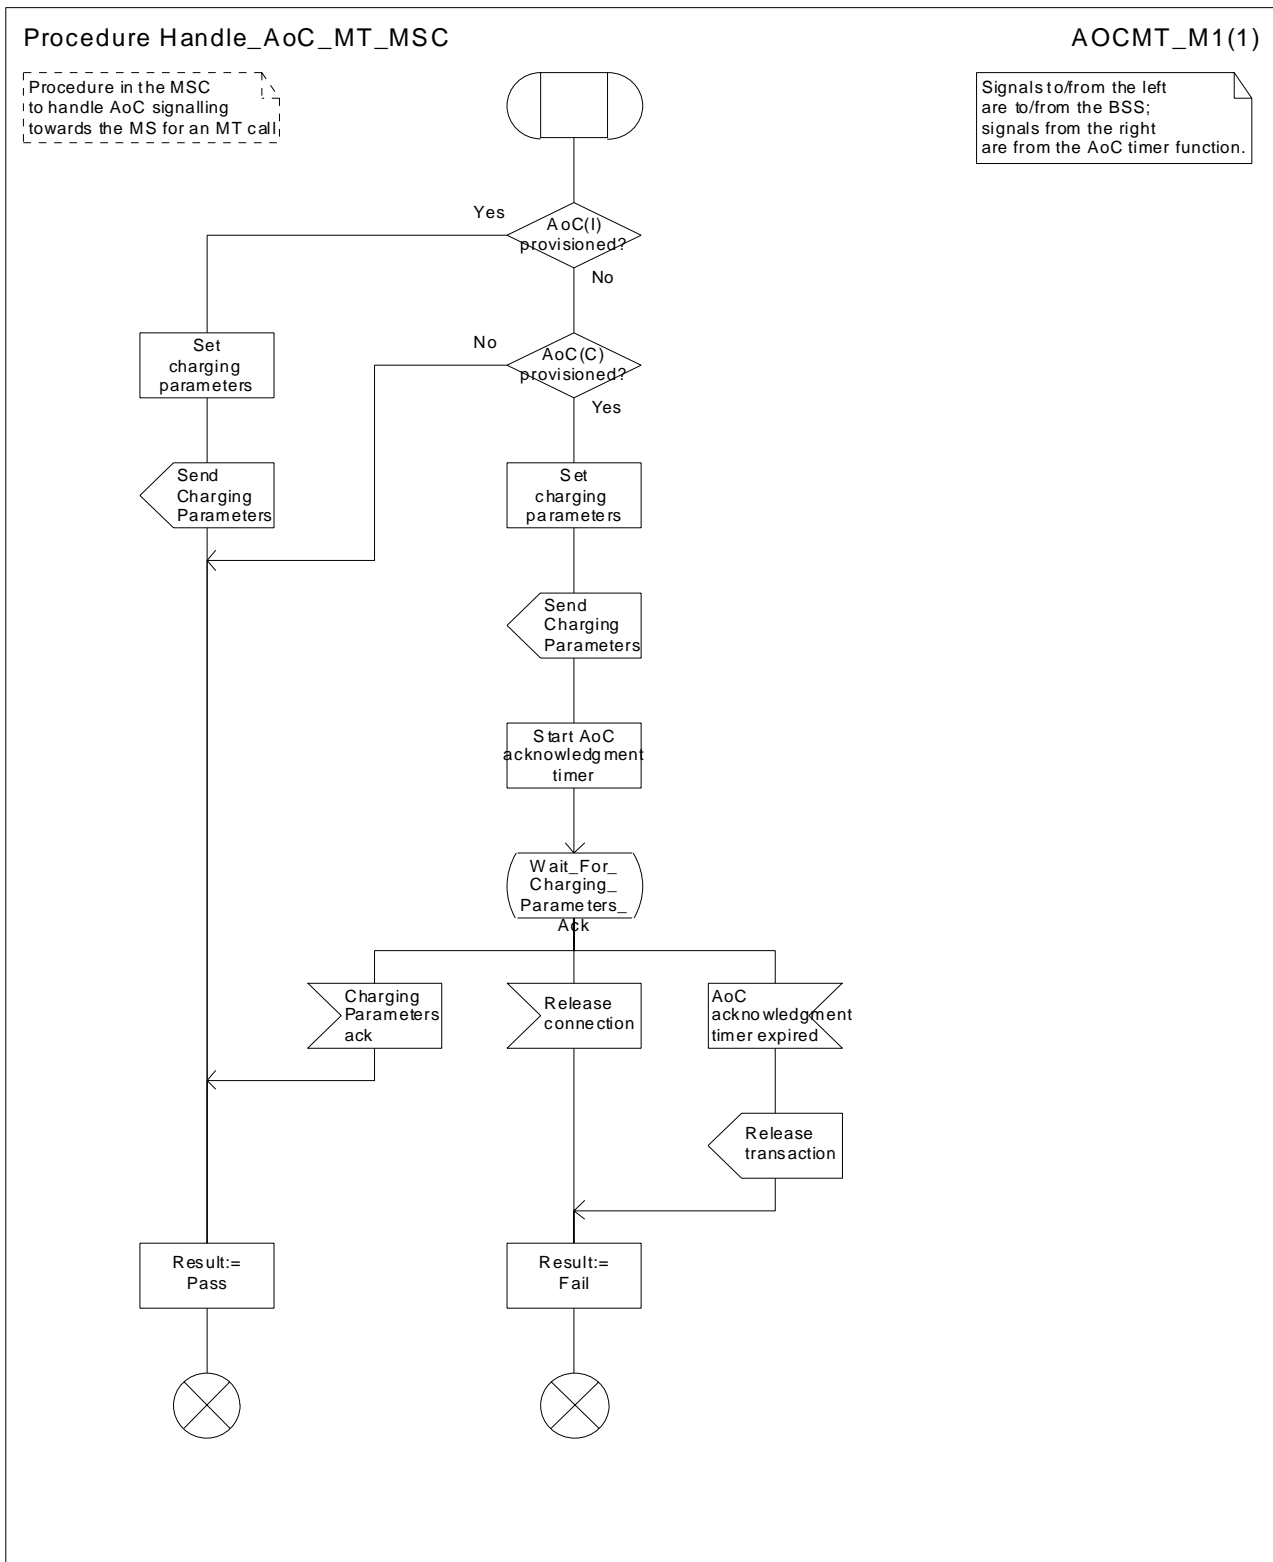 Procedure Handle_AoC_MT_MSC
AOCMT_M1(1)
Procedure in the MSC
to handle AoC signalling
towards the MS for an MT call
Signals to/from the left
are to/from the BSS;
signals from the right
are from the AoC timer function.
Yes
AoC(I)
provisioned?
No
Set
charging
parameters
No
AoC(C)
provisioned?
Yes
Send
Charging
Parameters
Set
charging
parameters
Send
Charging
Parameters
Start AoC
acknowledgment
timer
Wait_For_
Charging_
Parameters_
Ack
Charging
Parameters
ack
Release
connection
AoC
acknowledgment
timer expired
Release
transaction
Result:=
Pass
Result:=
Fail